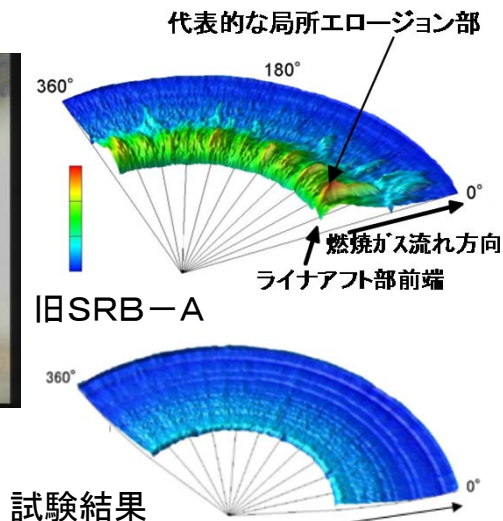 代表的な局所エロージョン部
180°
360°
0°
燃焼ガス流れ方向
ライナアフト部前端
旧SRB－A
360°
0°
試験結果